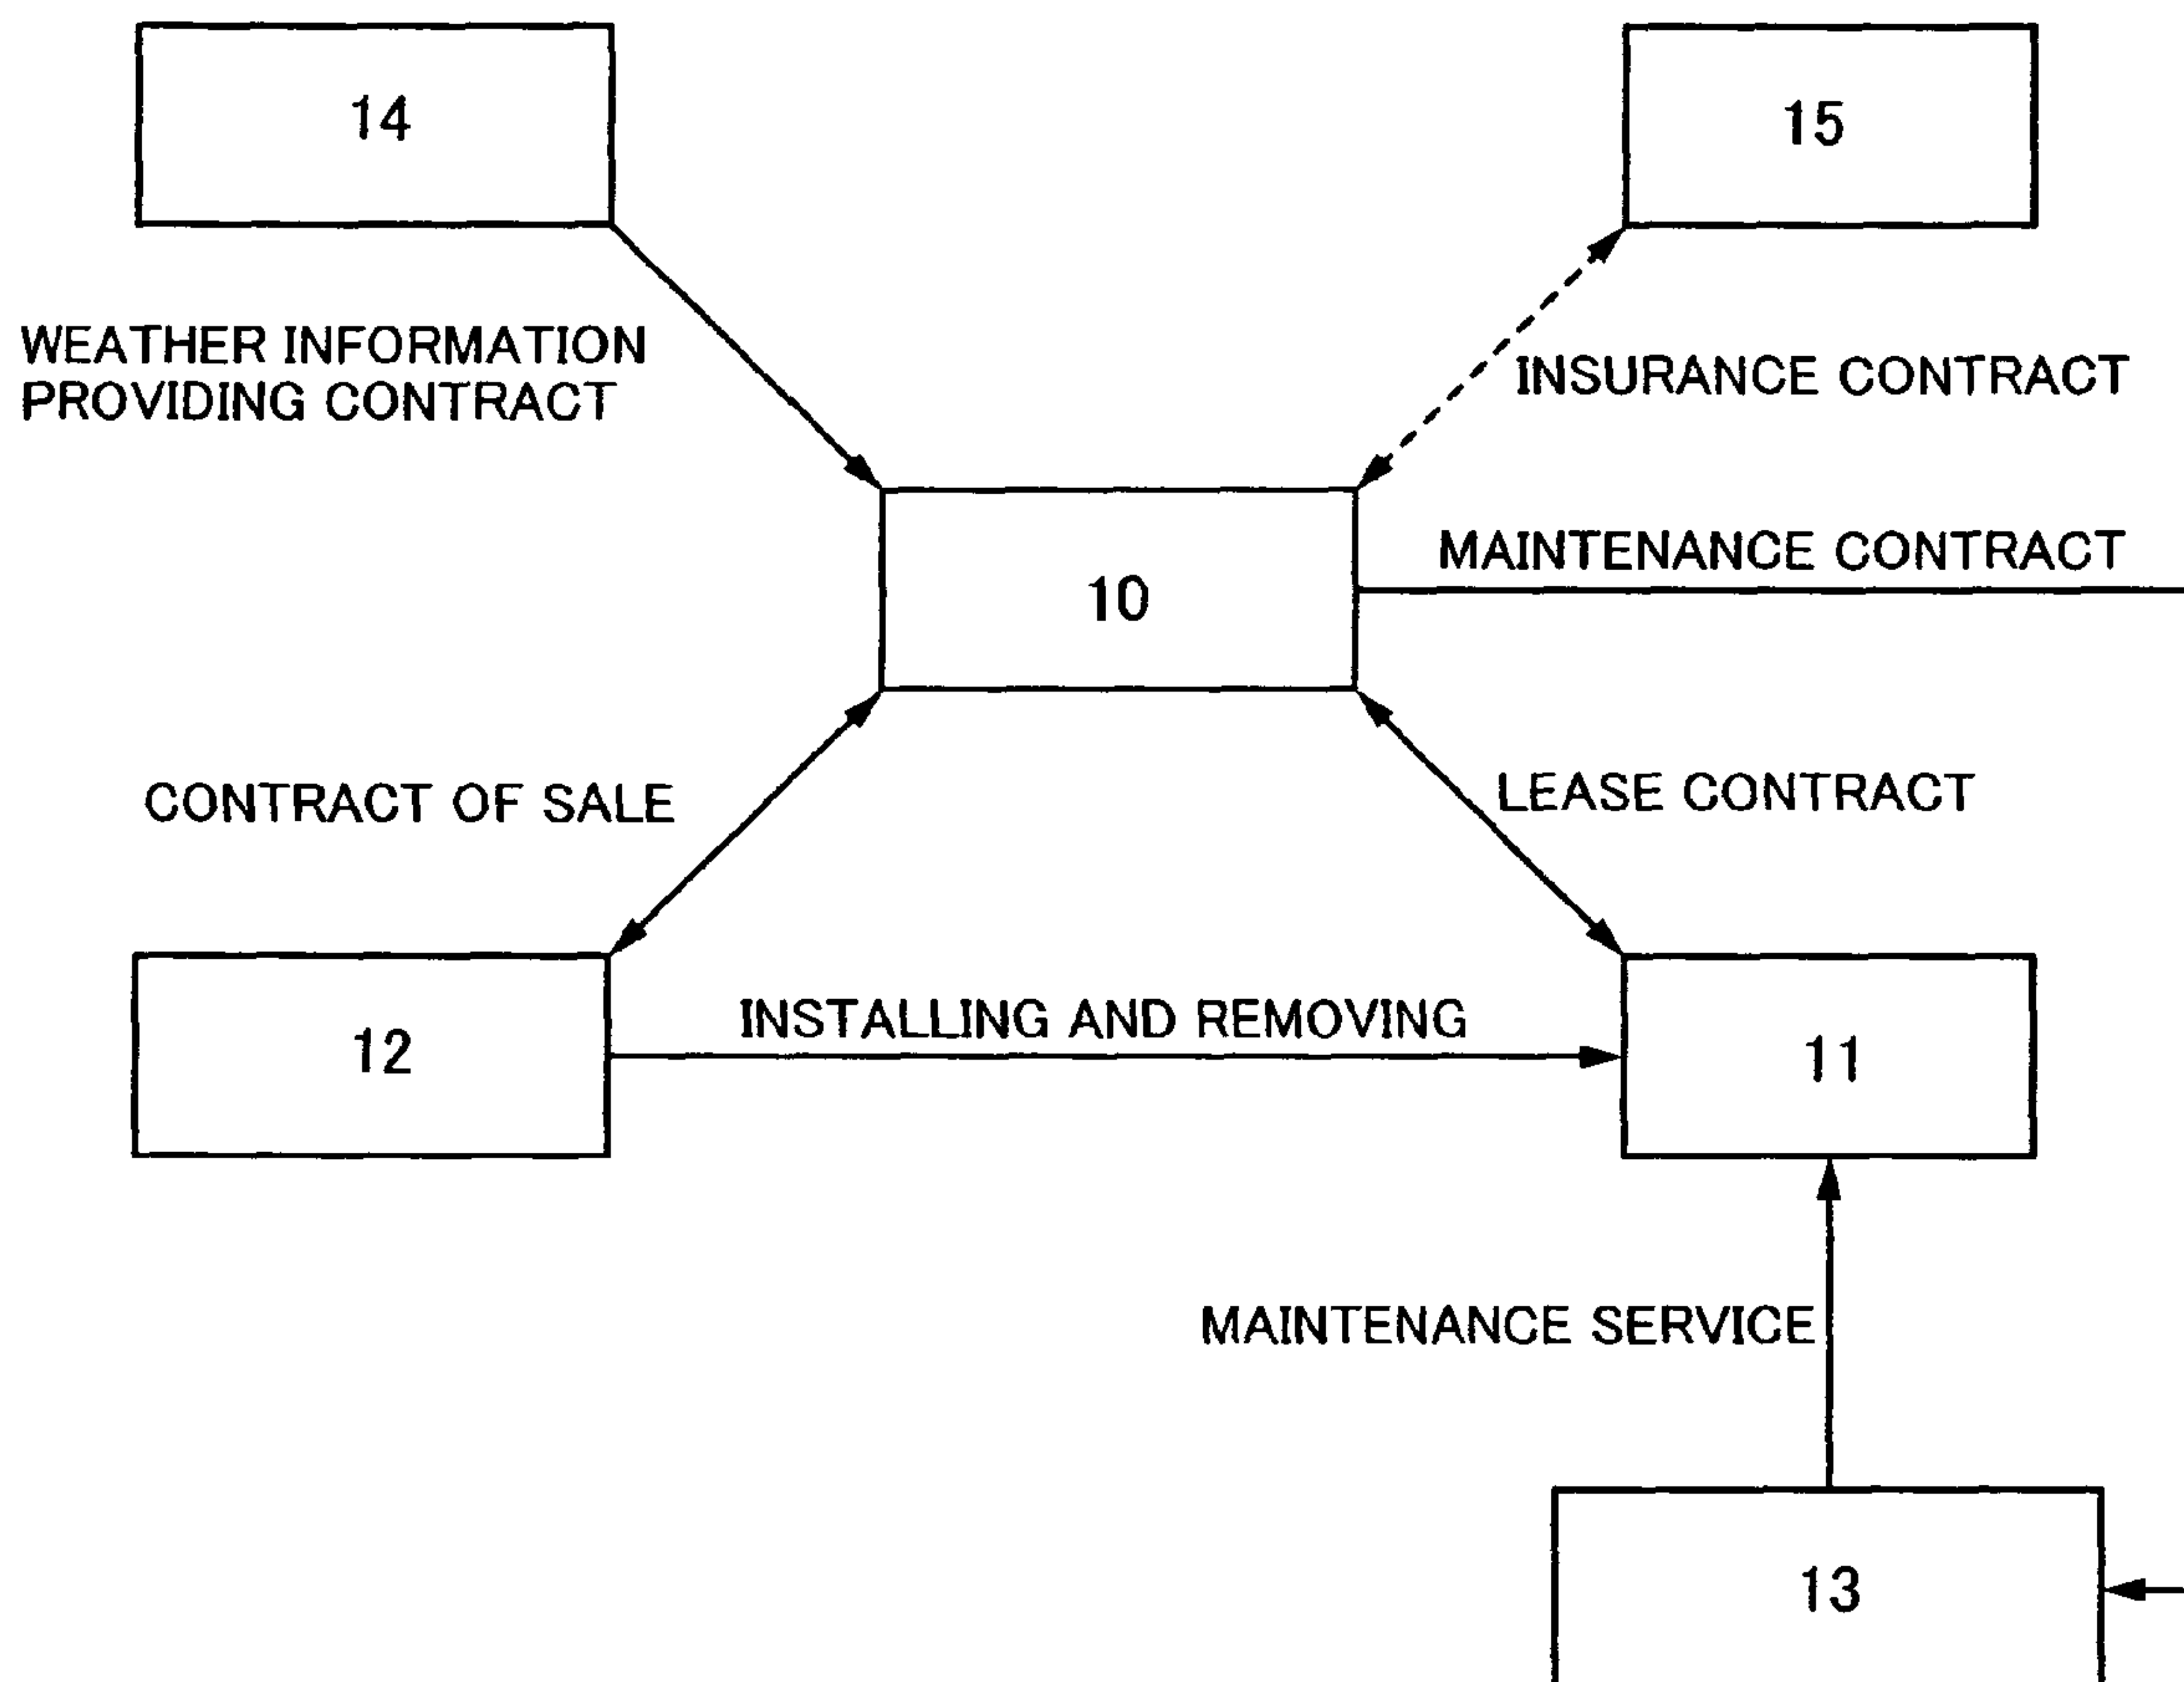 14
15
WEATHER INFORMATION
PROVIDING CONTRACT
INSURANCE CONTRACT
MAINTENANCE CONTRACT
10
CONTRACT OF SALE
LEASE CONTRACT
INSTALLING AND REMOVING
12
11
MAINTENANCE SERVICE
13